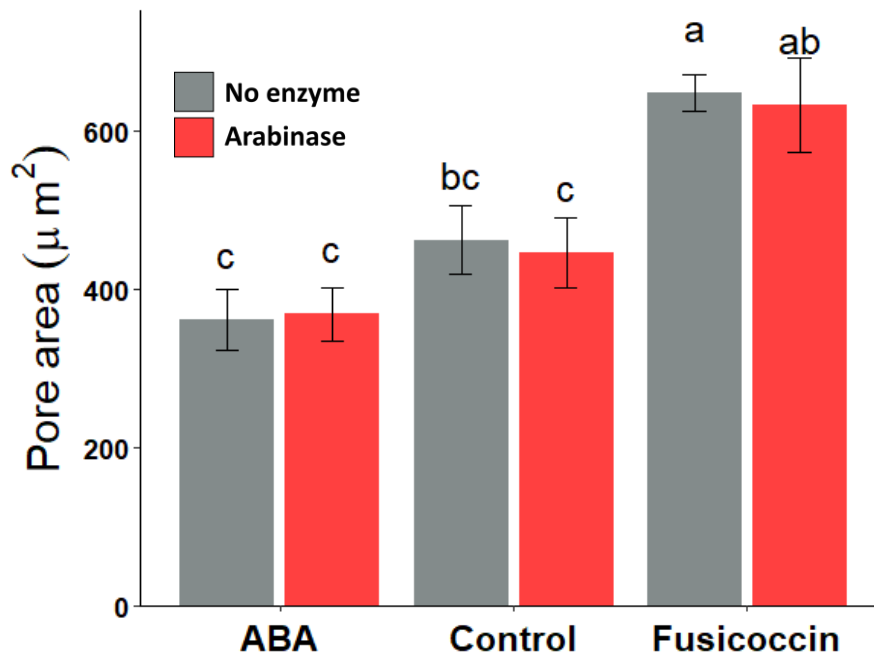 a
ab
No enzyme
Arabinase
600
bc
c
c
c
400
200
0
Pore area (μ m²)
ABA
Control
Fusicoccin